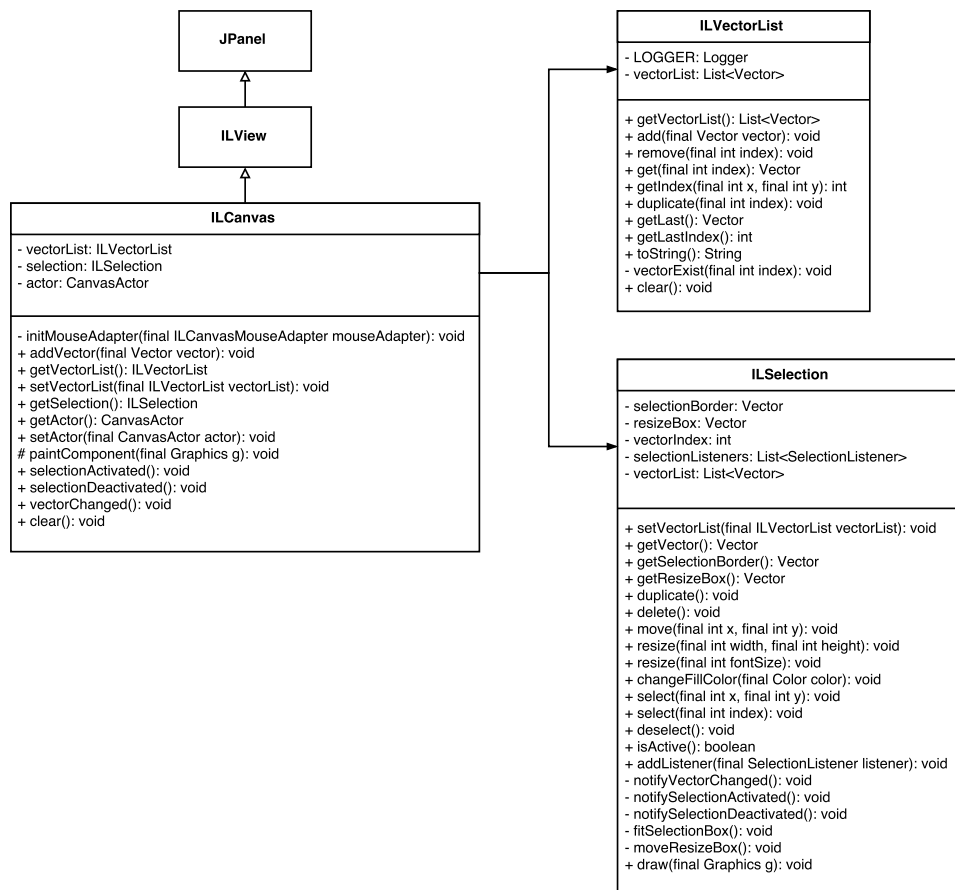 JPanel
ILView
ILCanvas
- vectorList: ILVectorList
- selection: ILSelection
- actor: CanvasActor
- initMouseAdapter(final ILCanvasMouseAdapter mouseAdapter): void
+ addVector(final Vector vector): void
+ getVectorList(): ILVectorList
+ setVectorList(final ILVectorList vectorList): void
+ getSelection(): ILSelection
+ getActor(): CanvasActor
+ setActor(final CanvasActor actor): void
# paintComponent(final Graphics g): void
+ selectionActivated(): void
+ selectionDeactivated(): void
+ vectorChanged(): void
+ clear(): void
ILVectorList
- LOGGER: Logger
- vectorList: List<Vector>
+ getVectorList(): List<Vector>
+ add(final Vector vector): void
+ remove(final int index): void
+ get(final int index): Vector
+ getIndex(final int x, final int y): int
+ duplicate(final int index): void
+ getLast(): Vector
+ getLastIndex(): int
+ toString(): String
- vectorExist(final int index): void
+ clear(): void
ILSelection
- selectionBorder: Vector
- resizeBox: Vector
- vectorIndex: int
- selectionListeners: List<SelectionListener>
- vectorList: List<Vector>
+ setVectorList(final ILVectorList vectorList): void
+ getVector(): Vector
+ getSelectionBorder(): Vector
+ getResizeBox(): Vector
+ duplicate(): void
+ delete(): void
+ move(final int x, final int y): void
+ resize(final int width, final int height): void
+ resize(final int fontSize): void
+ changeFillColor(final Color color): void
+ select(final int x, final int y): void
+ select(final int index): void
+ deselect(): void
+ isActive(): boolean
+ addListener(final SelectionListener listener): void
- notifyVectorChanged(): void
- notifySelectionActivated(): void
- notifySelectionDeactivated(): void
- fitSelectionBox(): void
- moveResizeBox(): void
+ draw(final Graphics g): void